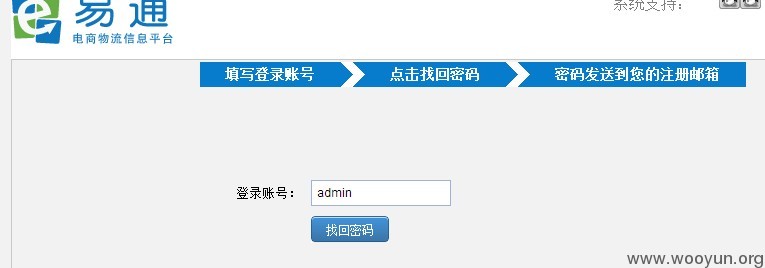 易通
系统支持：
电商物流信息平台
填写登录账号 点击找回密码 密码发送到您的注册邮箱
登录账号： admin
找回密码
www.wooyun.org